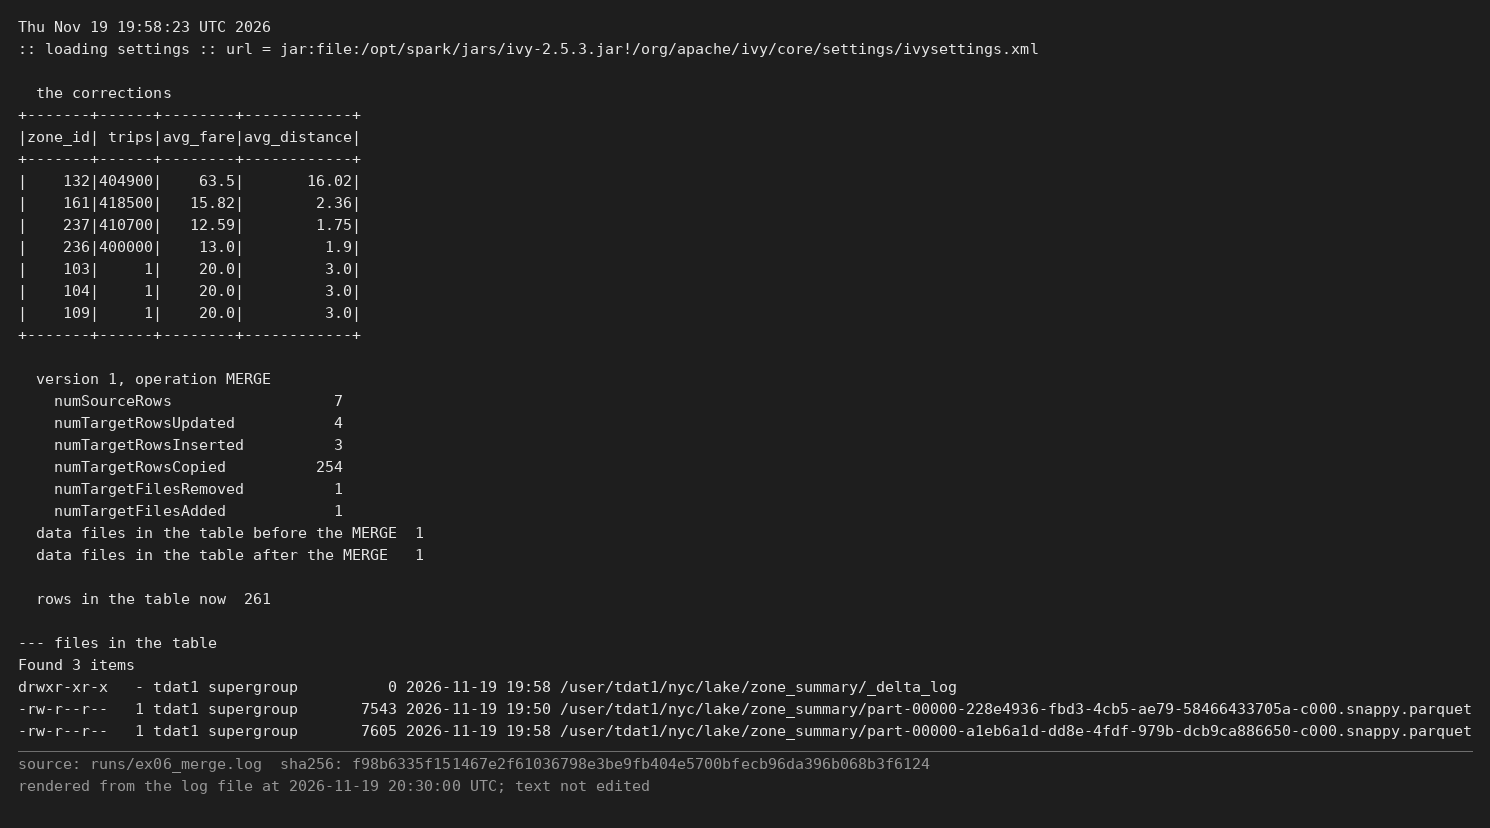 Thu Nov 19 19:58:23 UTC 2026
:: loading settings :: url = jar:file:/opt/spark/jars/ivy-2.5.3.jar!/org/apache/ivy/core/settings/ivysettings.xml

  the corrections
+-------+------+--------+------------+
|zone_id| trips|avg_fare|avg_distance|
+-------+------+--------+------------+
|    132|404900|    63.5|       16.02|
|    161|418500|   15.82|        2.36|
|    237|410700|   12.59|        1.75|
|    236|400000|    13.0|         1.9|
|    103|     1|    20.0|         3.0|
|    104|     1|    20.0|         3.0|
|    109|     1|    20.0|         3.0|
+-------+------+--------+------------+

  version 1, operation MERGE
    numSourceRows                  7
    numTargetRowsUpdated           4
    numTargetRowsInserted          3
    numTargetRowsCopied          254
    numTargetFilesRemoved          1
    numTargetFilesAdded            1
  data files in the table before the MERGE  1
  data files in the table after the MERGE   1

  rows in the table now  261

--- files in the table
Found 3 items
drwxr-xr-x   - tdat1 supergroup          0 2026-11-19 19:58 /user/tdat1/nyc/lake/zone_summary/_delta_log
-rw-r--r--   1 tdat1 supergroup       7543 2026-11-19 19:50 /user/tdat1/nyc/lake/zone_summary/part-00000-228e4936-fbd3-4cb5-ae79-58466433705a-c000.snappy.parquet
-rw-r--r--   1 tdat1 supergroup       7605 2026-11-19 19:58 /user/tdat1/nyc/lake/zone_summary/part-00000-a1eb6a1d-dd8e-4fdf-979b-dcb9ca886650-c000.snappy.parquet
source: runs/ex06_merge.log  sha256: f98b6335f151467e2f61036798e3be9fb404e5700bfecb96da396b068b3f6124
rendered from the log file at 2026-11-19 20:30:00 UTC; text not edited